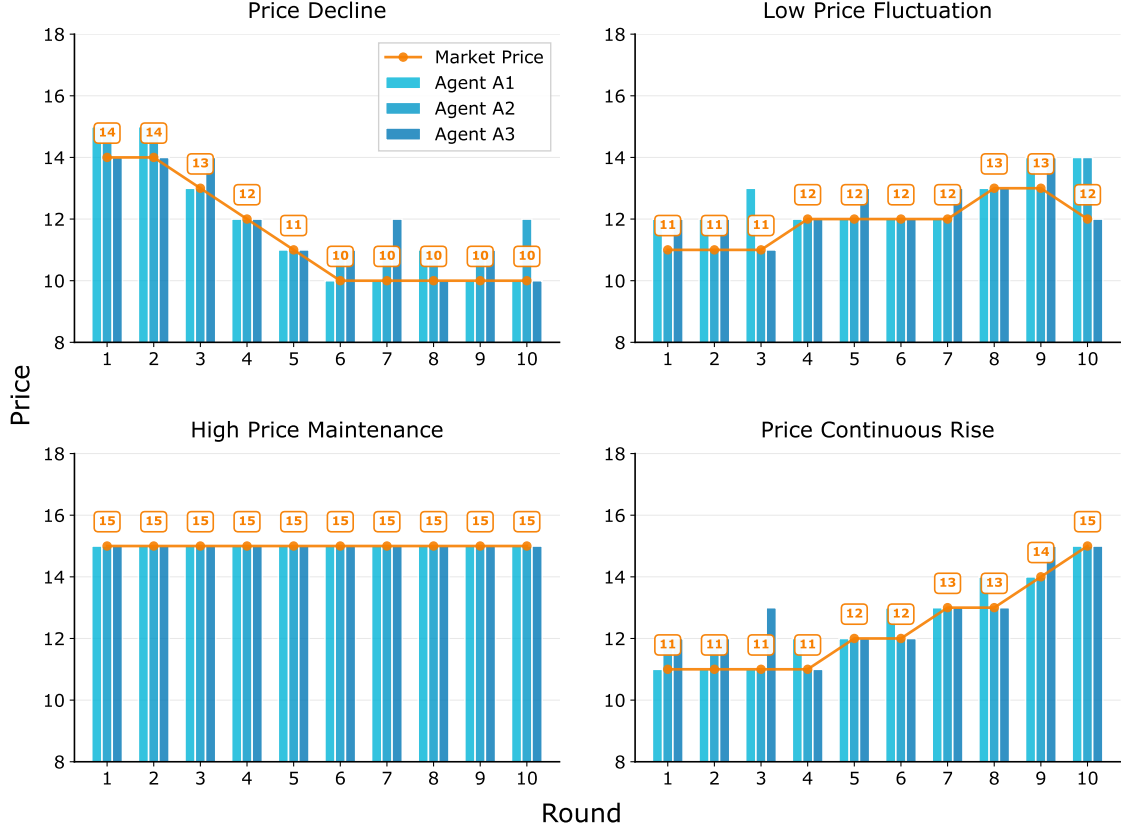 Price Decline
18
16
14
12
10
8
14 14 13 12 11 10 10 10 10 10
Market Price
Agent A1
Agent A2
Agent A3
1 2 3 4 5 6 7 8 9 10
Low Price Fluctuation
18
16
14
12
10
8
11 11 11 12 12 12 12 13 13 12
1 2 3 4 5 6 7 8 9 10
Price
High Price Maintenance
18
16
14
12
10
8
15 15 15 15 15 15 15 15 15 15
1 2 3 4 5 6 7 8 9 10
Price Continuous Rise
18
16
14
12
10
8
11 11 11 11 12 12 13 13 14 15
1 2 3 4 5 6 7 8 9 10
Round